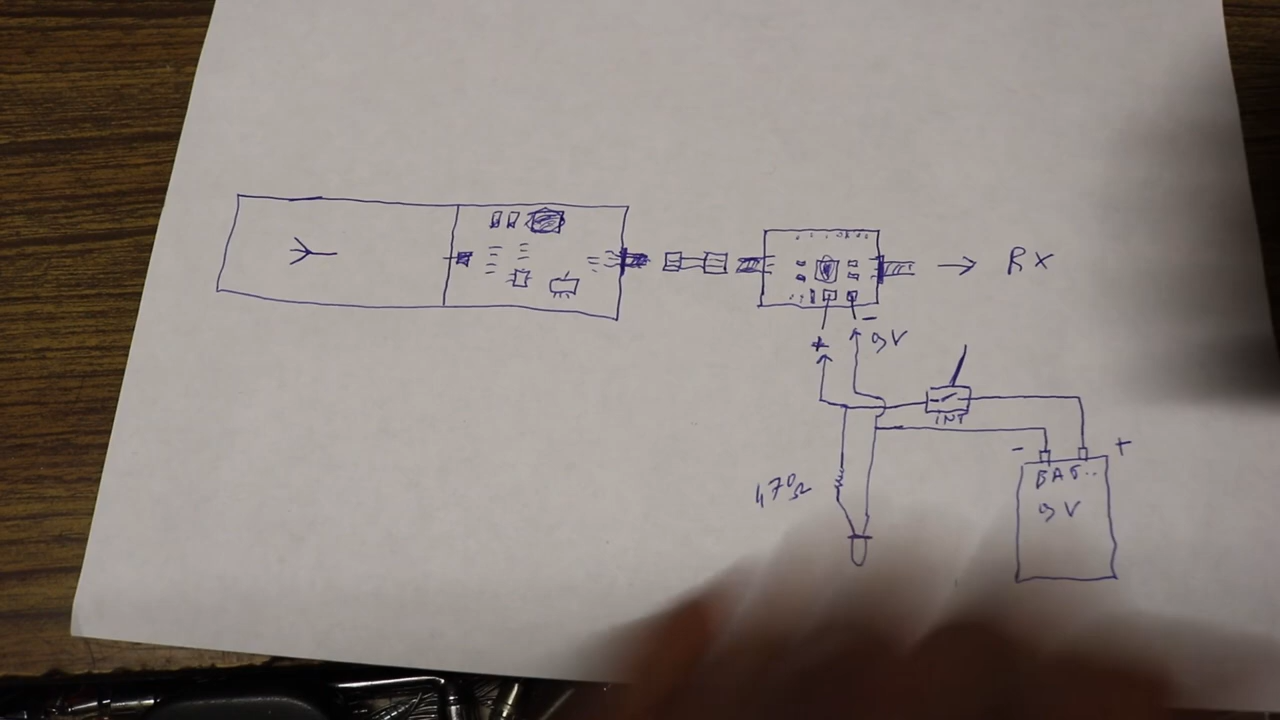 RX
- 9V
+
INT
- +
BAT..
9V
470Ω